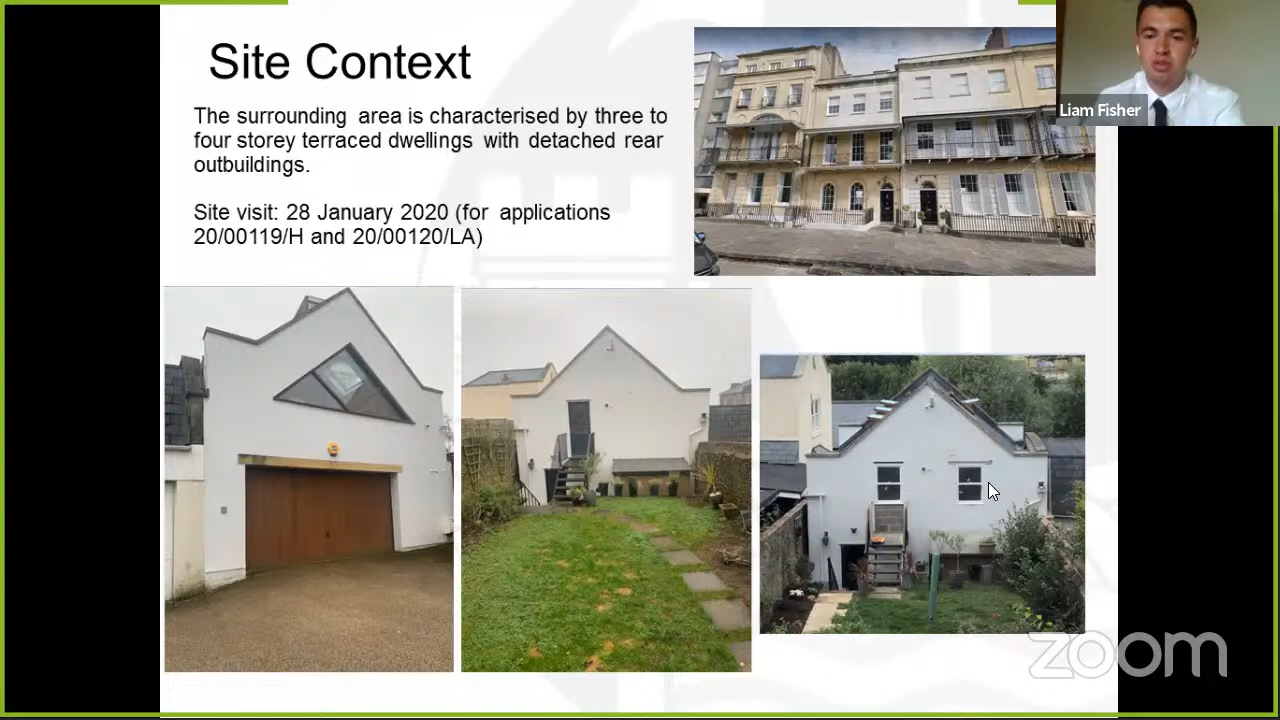 Site Context
The surrounding area is characterised by three to
four storey terraced dwellings with detached rear
outbuildings.
Site visit: 28 January 2020 (for applications
20/00119/H and 20/00120/LA)
Liam Fisher
zoom